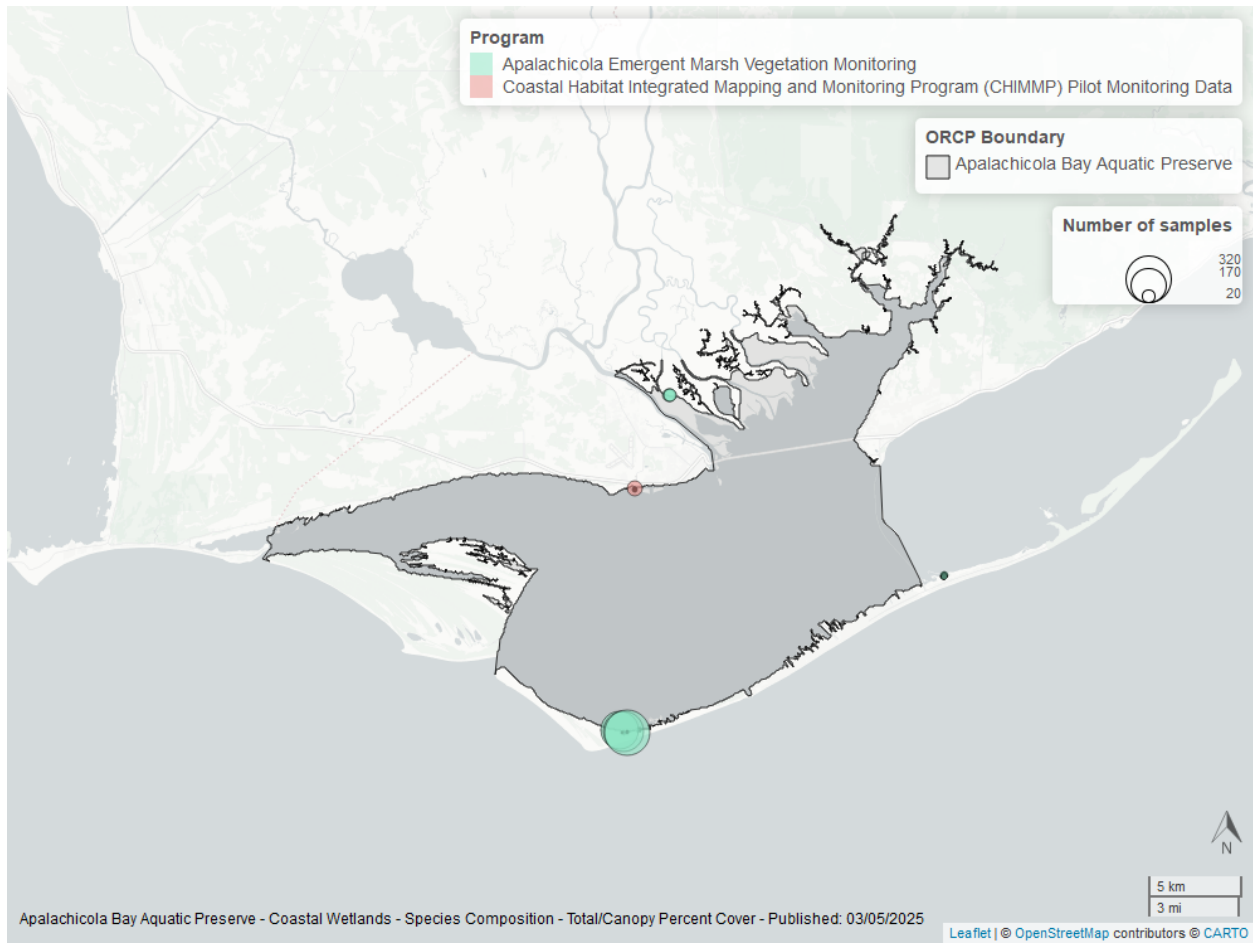 Program
Apalachicola Emergent Marsh Vegetation Monitoring
Coastal Habitat Integrated Mapping and Monitoring Program (CHIMMP) Pilot Monitoring Data
ORCP Boundary
Apalachicola Bay Aquatic Preserve
Number of samples
320
170
20
N
5 km
3 mi
Apalachicola Bay Aquatic Preserve - Coastal Wetlands - Species Composition - Total/Canopy Percent Cover - Published: 03/05/2025
Leaflet | © OpenStreetMap contributors © CARTO